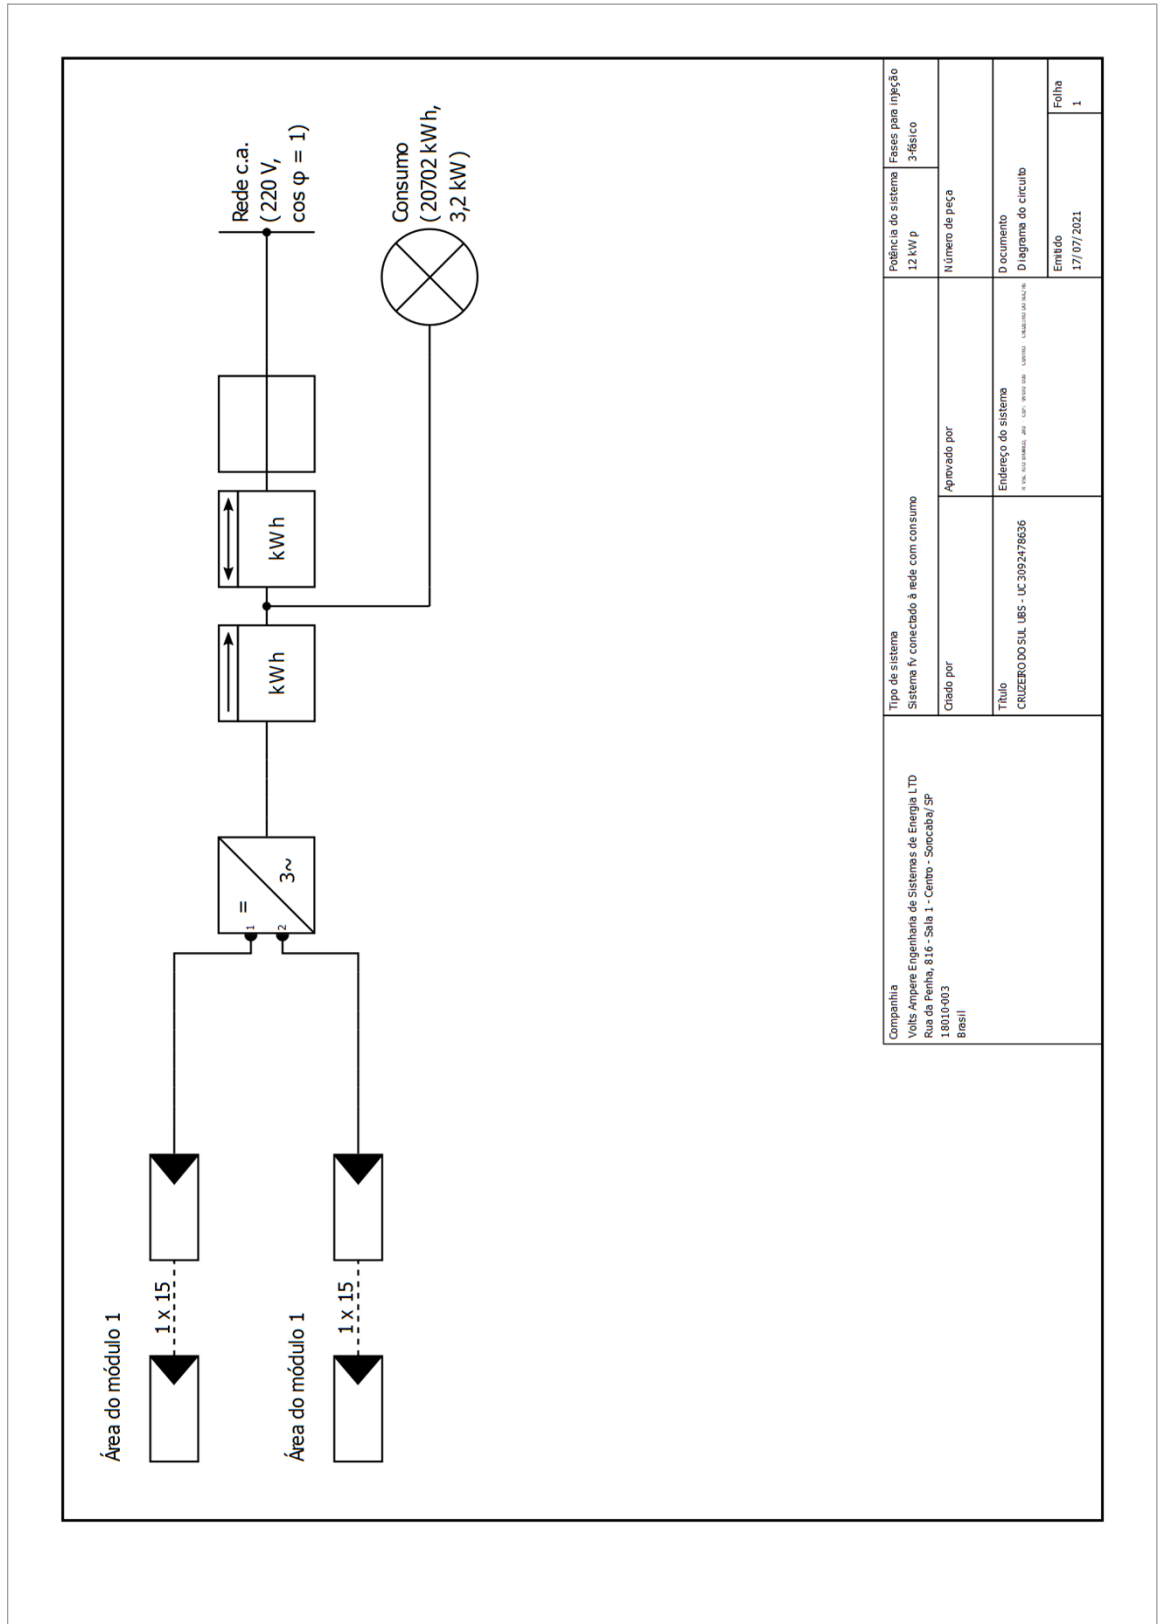 Área do módulo 1
1 x 15
Área do módulo 1
1 x 15
1
2
=
3~
kWh
kWh
Rede c.a.
(220 V,
cos φ = 1)
Consumo
(20702 kWh,
3,2 kW)
Companhia
Volts Ampere Engenharia de Sistemas de Energia LTD
Rua da Penha, 816 - Sala 1 - Centro - Sorocaba/SP
18010-003
Brasil
Tipo de sistema
Sistema fv conectado à rede com consumo
Potência do sistema
12 kWp
Fases para injeção
3-fásico
Criado por
Aprovado por
Número de peça
Título
CRUZEIRO DO SUL UBS - UC 3092478636
Endereço do sistema
Documento
Diagrama do circuito
Emitido
17/07/2021
Folha
1